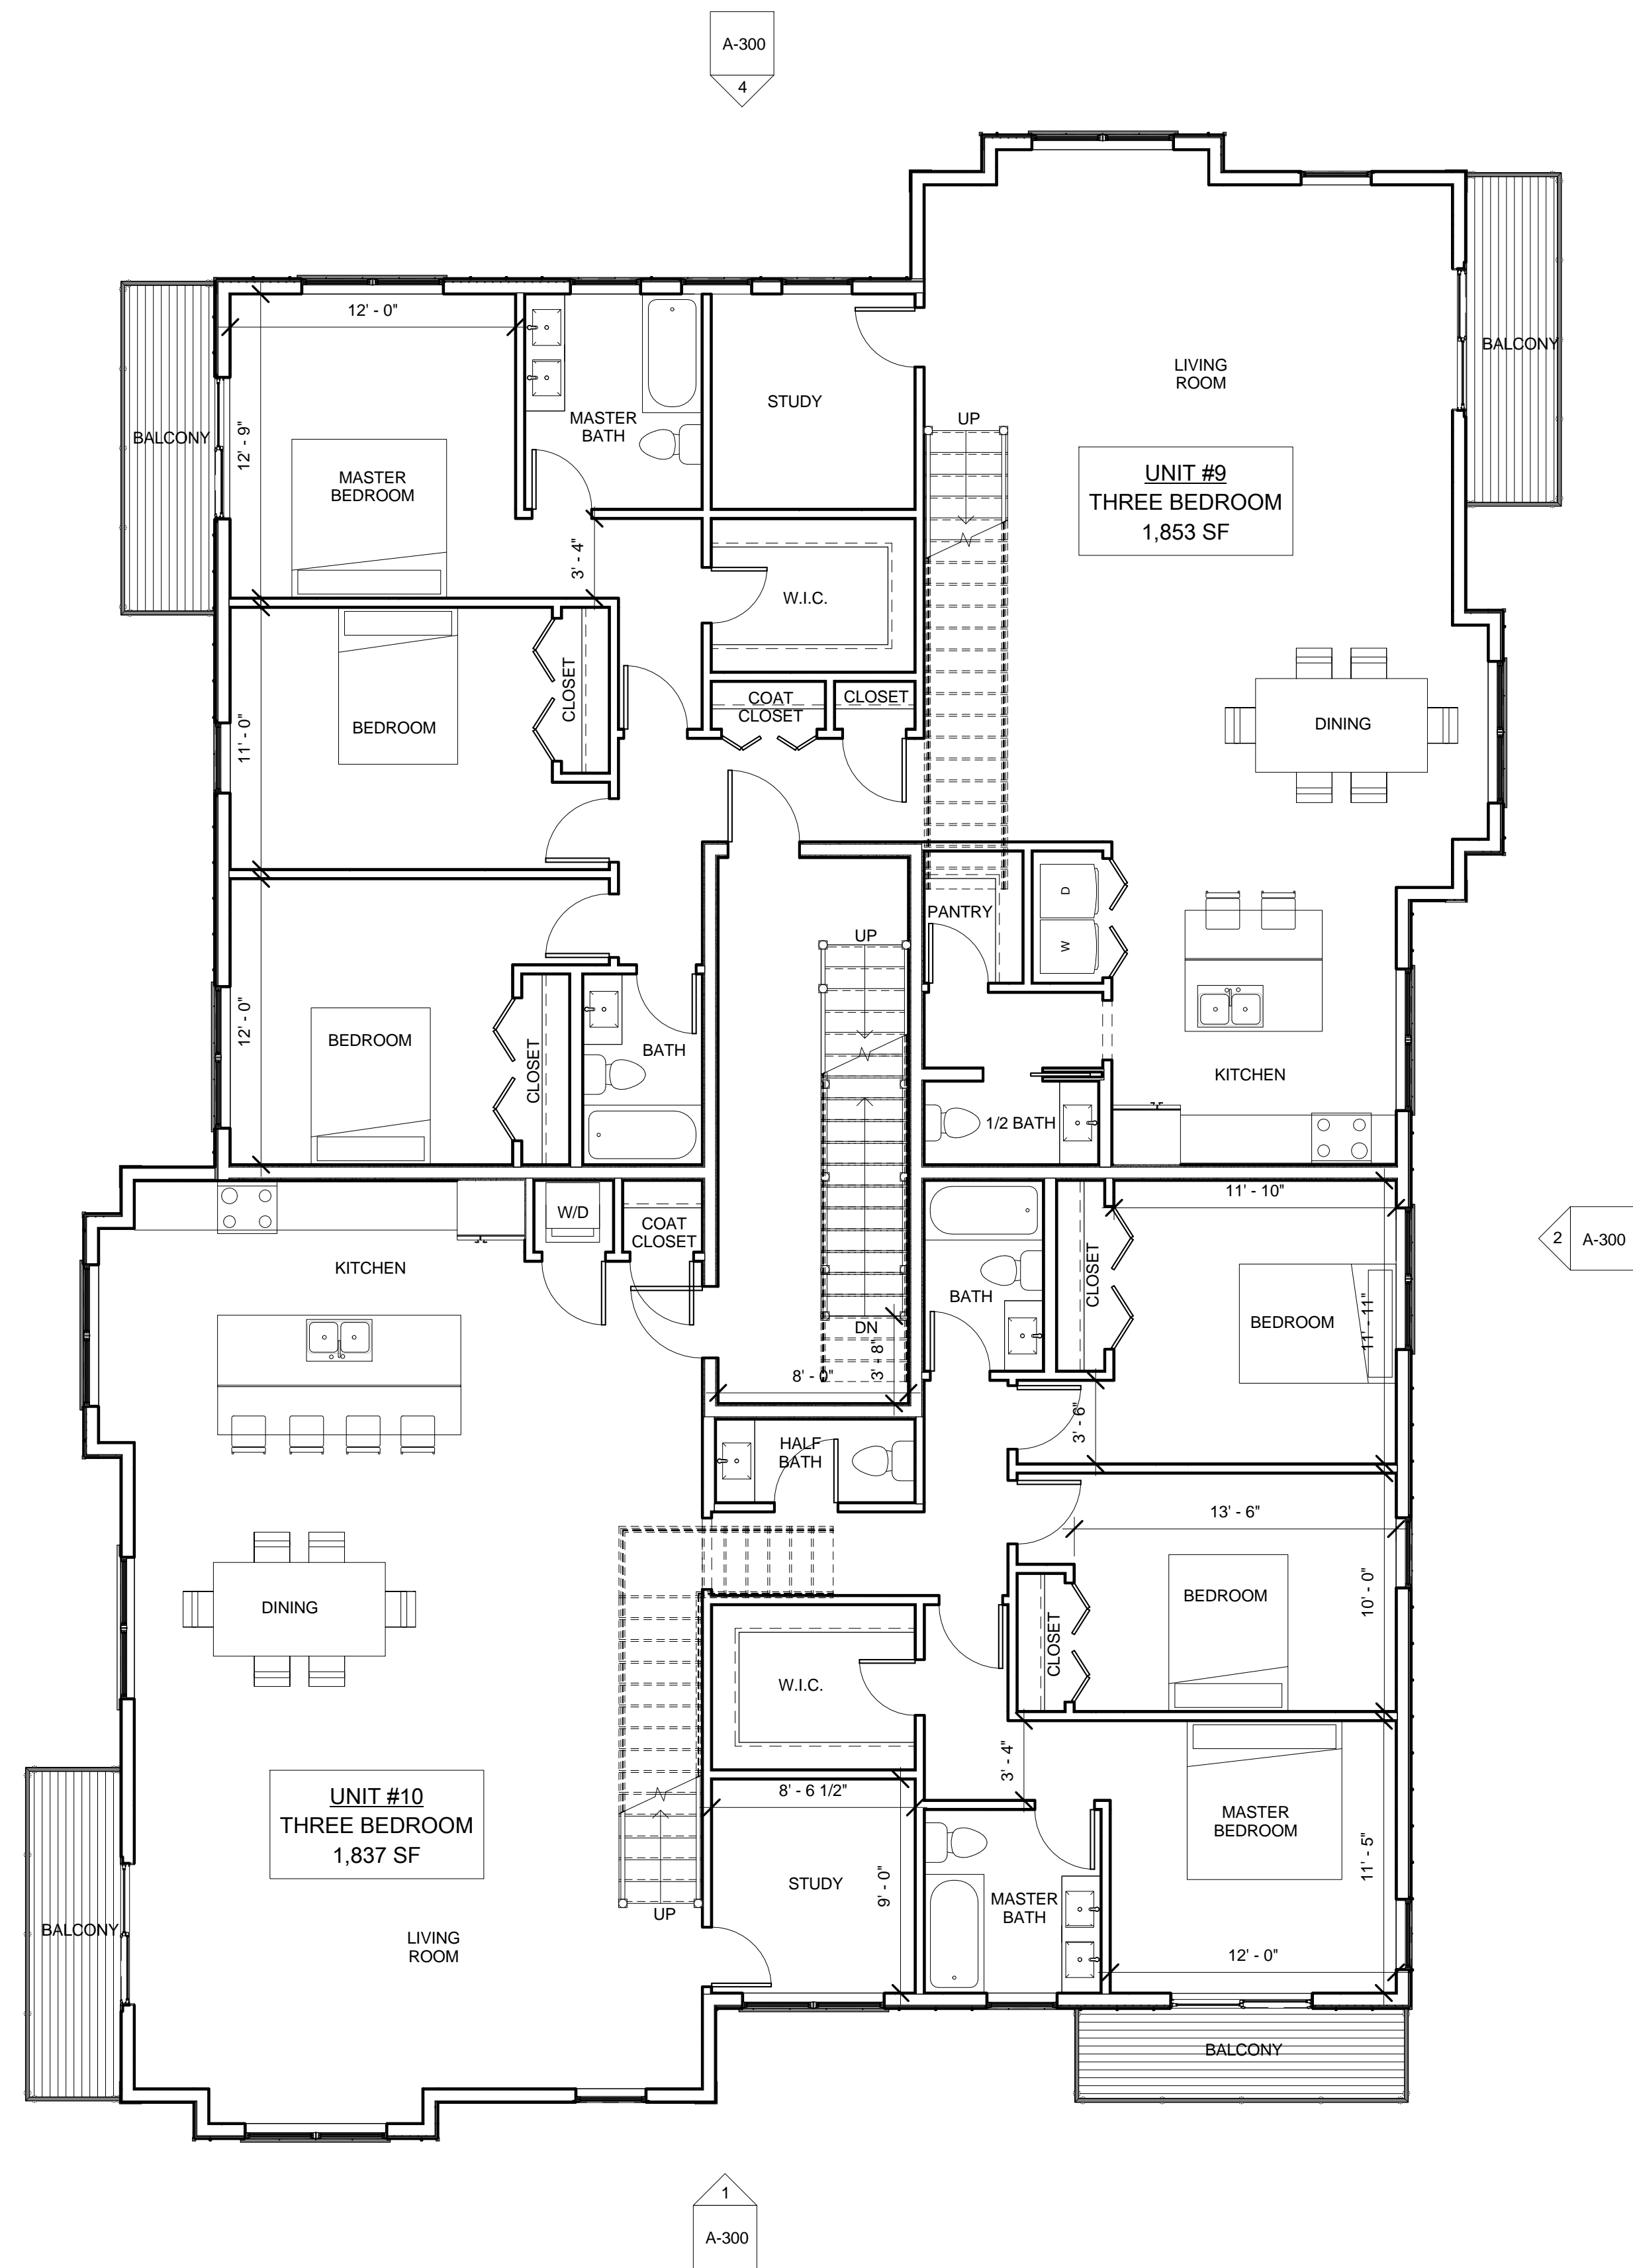 A-300
4
12' - 0"
BALCONY
12' - 9"
MASTER
BEDROOM
MASTER
BATH
STUDY
UP
LIVING
ROOM
BALCONY
UNIT #9
THREE BEDROOM
1,853 SF
3' - 4"
W.I.C.
CLOSET
COAT
CLOSET
CLOSET
BEDROOM
11' - 0"
DINING
PANTRY
D
W
UP
12' - 0"
BEDROOM
CLOSET
BATH
KITCHEN
1/2 BATH
W/D
COAT
CLOSET
KITCHEN
11' - 10"
2
A-300
BATH
CLOSET
BEDROOM
11' - 11"
DN
8' - 0"
3' - 8"
3' - 6"
HALF
BATH
13' - 6"
DINING
BEDROOM
10' - 0"
CLOSET
W.I.C.
UNIT #10
THREE BEDROOM
1,837 SF
3' - 4"
8' - 6 1/2"
MASTER
BEDROOM
11' - 5"
STUDY
9' - 0"
MASTER
BATH
UP
BALCONY
LIVING
ROOM
12' - 0"
BALCONY
1
A-300